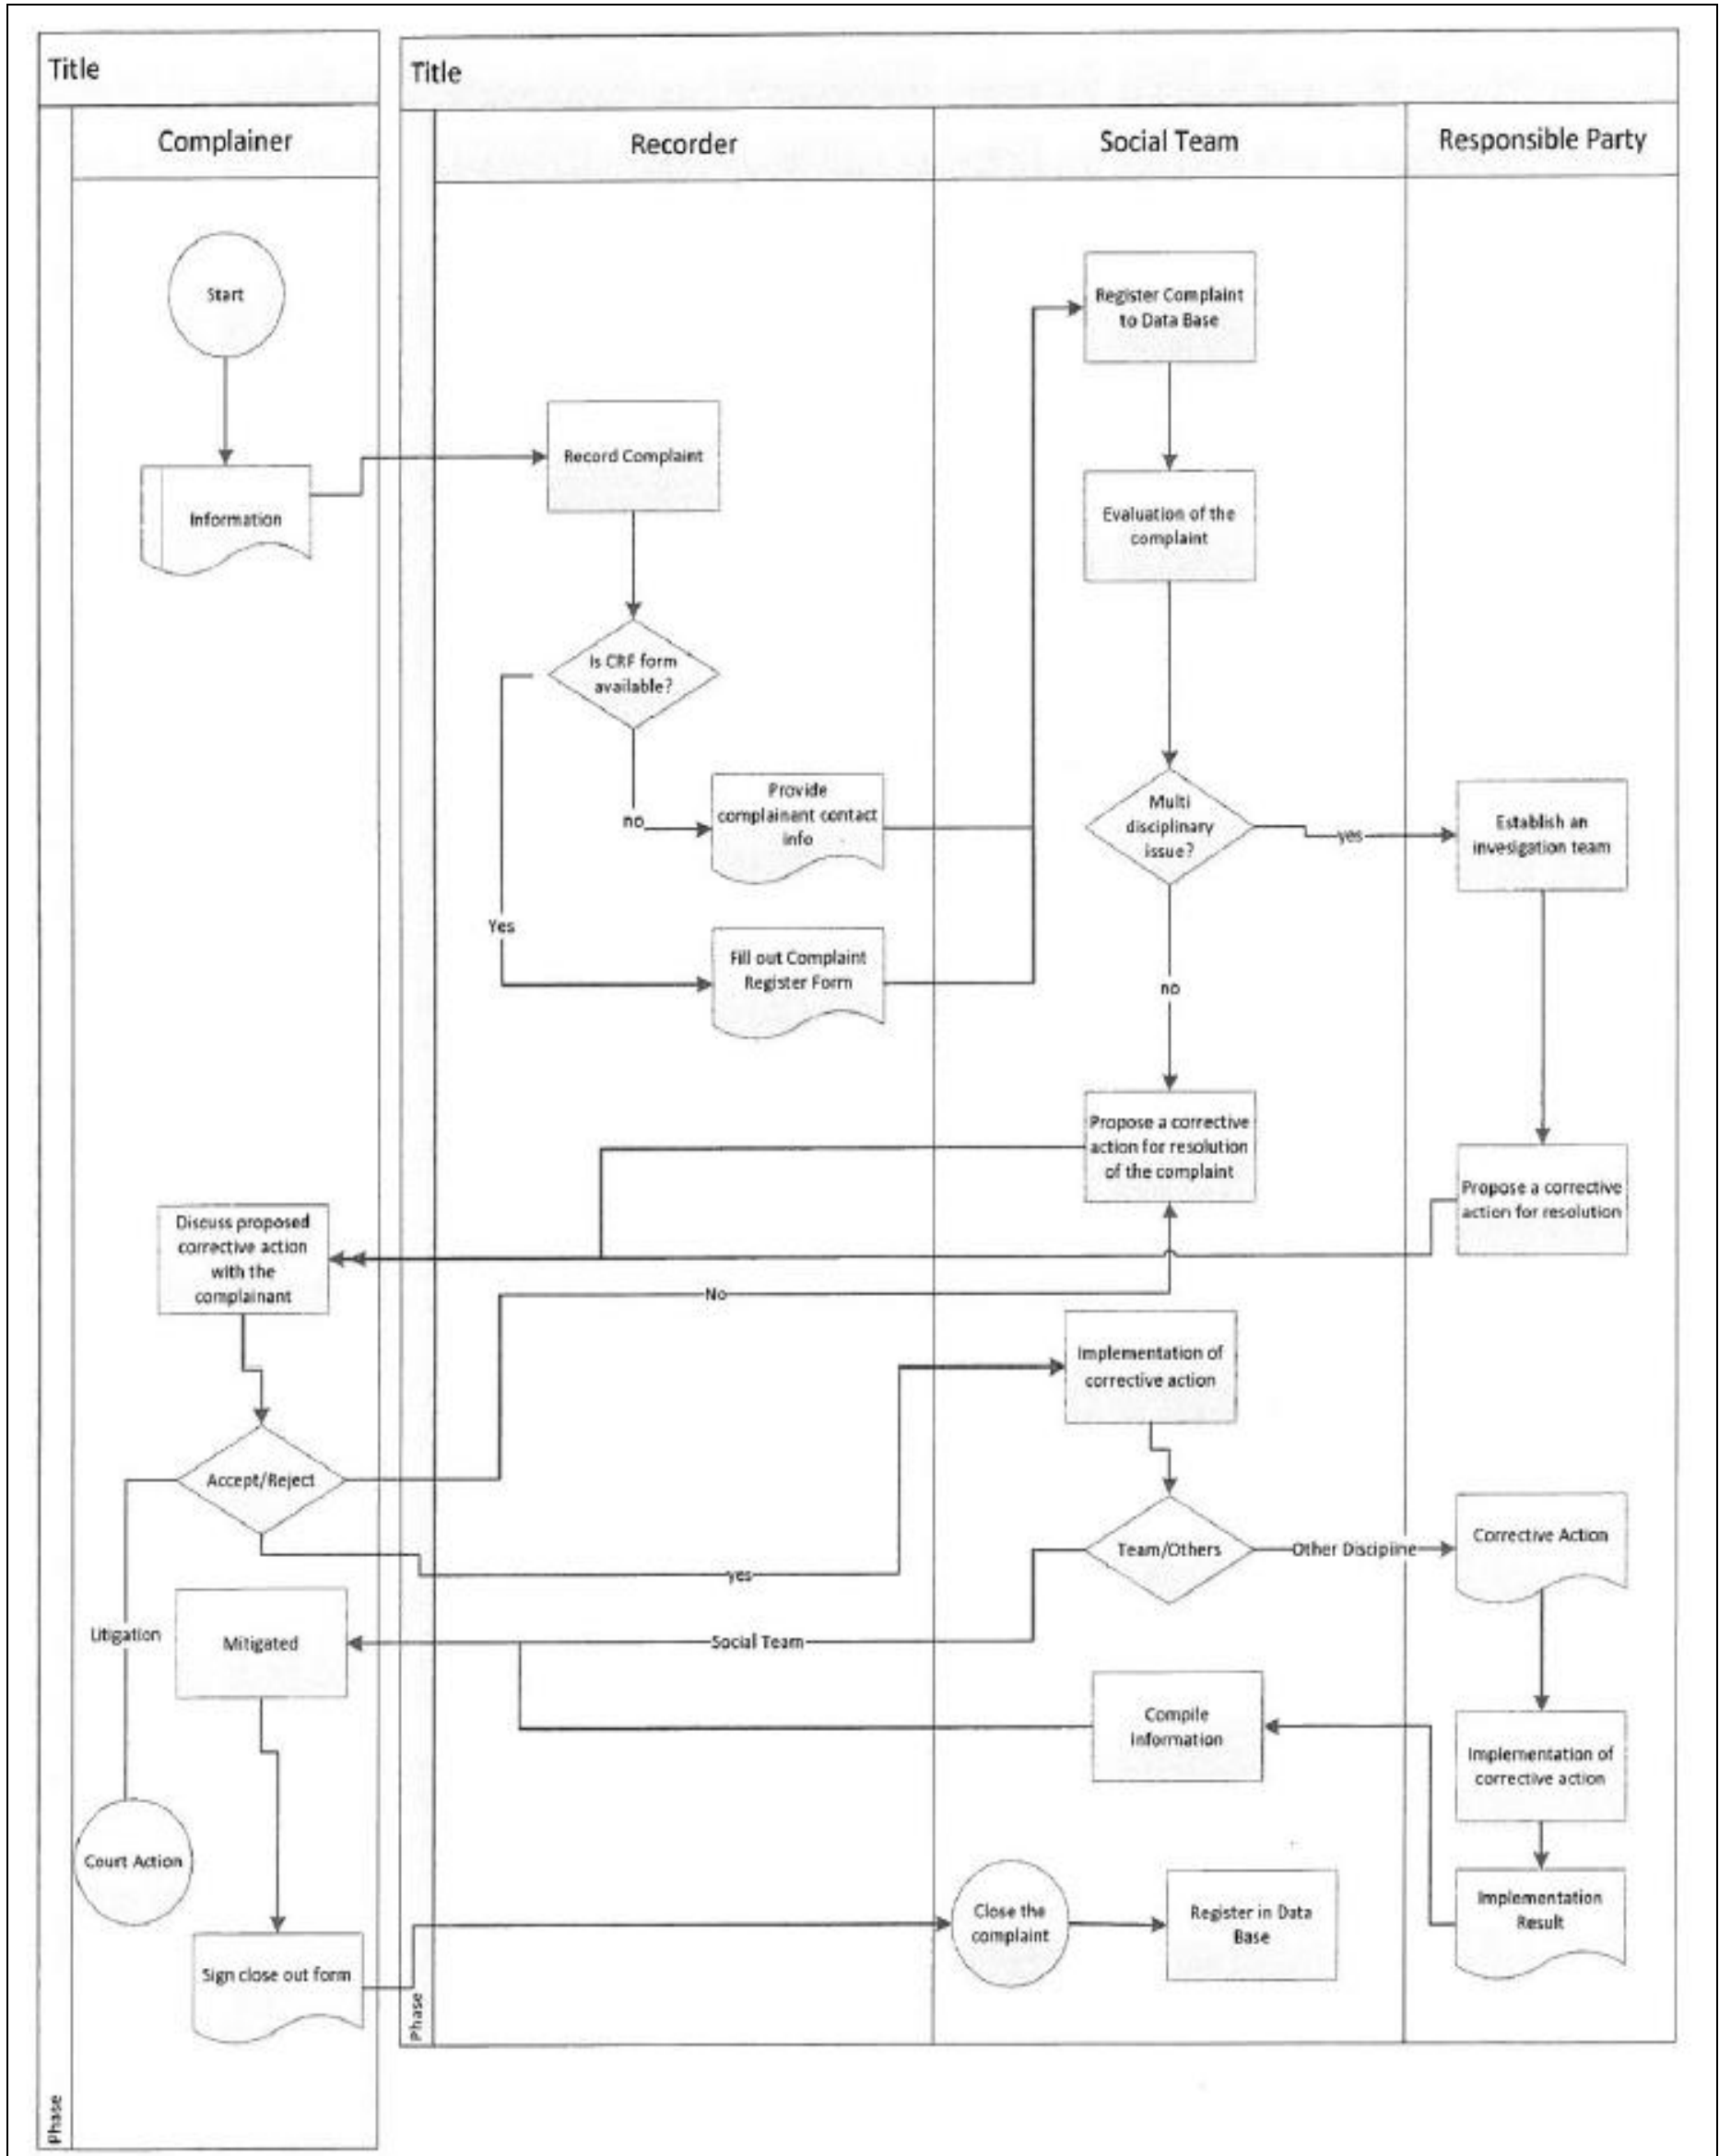 Title
Title
Complainer
Recorder
Social Team
Responsible Party
Start
Register Complaint
to Data Base
Record Complaint
Information
Evaluation of the
complaint
Is CRF form
available?
Provide
complainant contact
info
no
Multi
disciplinary
issue?
yes
Establish an
invesigation team
Yes
Fill out Complaint
Register Form
no
Propose a corrective
action for resolution
of the complaint
Propose a corrective
action for resolution
Discuss proposed
corrective action
with the
complainant
No
Implementation of
corrective action
Accept/Reject
Team/Others
Other Discipline
Corrective Action
yes
Litigation
Mitigated
Social Team
Compile
Information
Implementation of
corrective action
Court Action
Close the
complaint
Register in Data
Base
Implementation
Result
Sign close out form
Phase
Phase